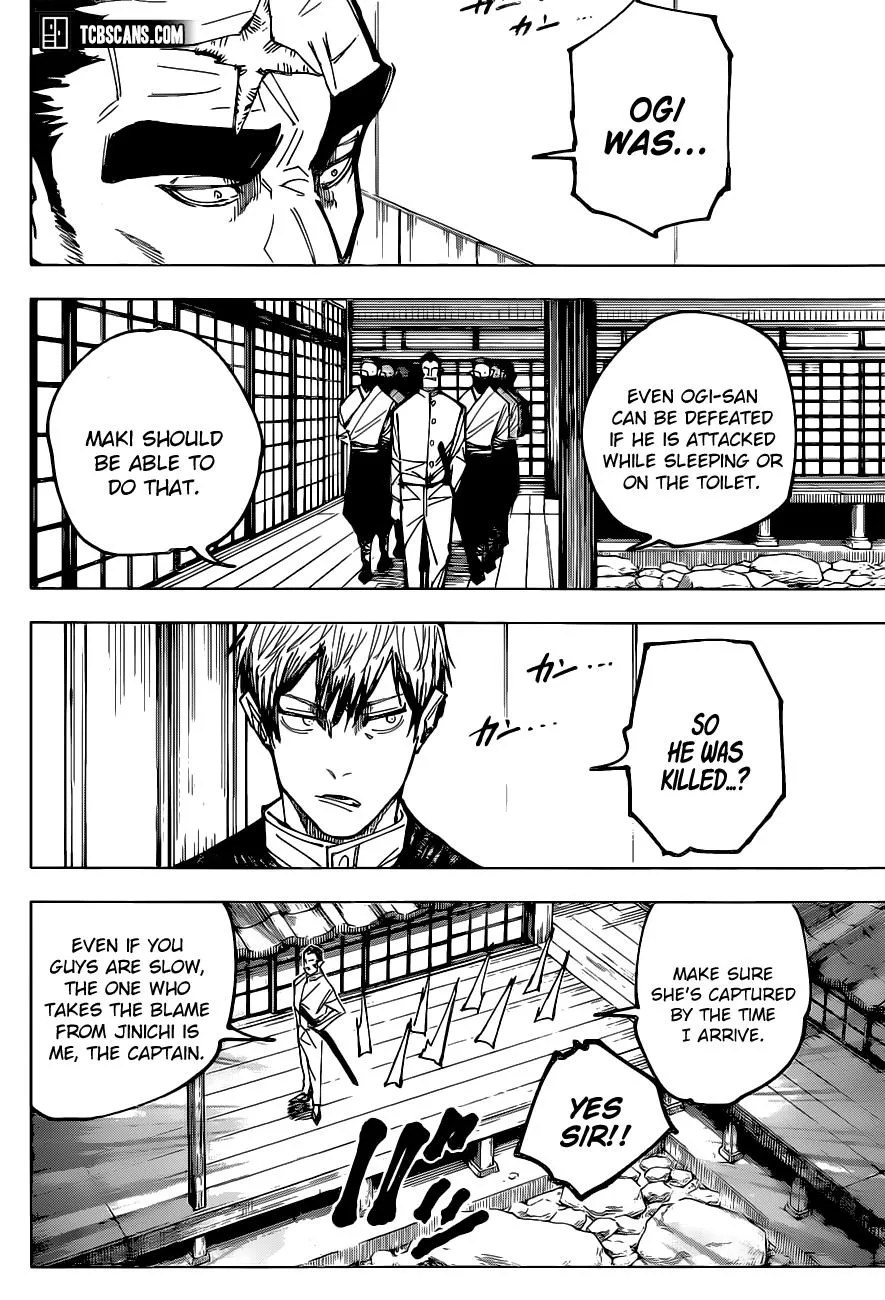 TCBSCANS.COM
カン…
OGI
WAS...
EVEN OGI-SAN
CAN BE DEFEATED
IF HE IS ATTACKED
WHILE SLEEPING OR
ON THE TOILET.
MAKI SHOULD
BE ABLE TO
DO THAT.
SO
HE WAS
KILLED...?
カン…
カン…
MAKE SURE
SHE'S CAPTURED
BY THE TIME
I ARRIVE.
YES
SIR!!
EVEN IF YOU
GUYS ARE SLOW,
THE ONE WHO
TAKES THE BLAME
FROM JINICHI IS
ME, THE CAPTAIN.